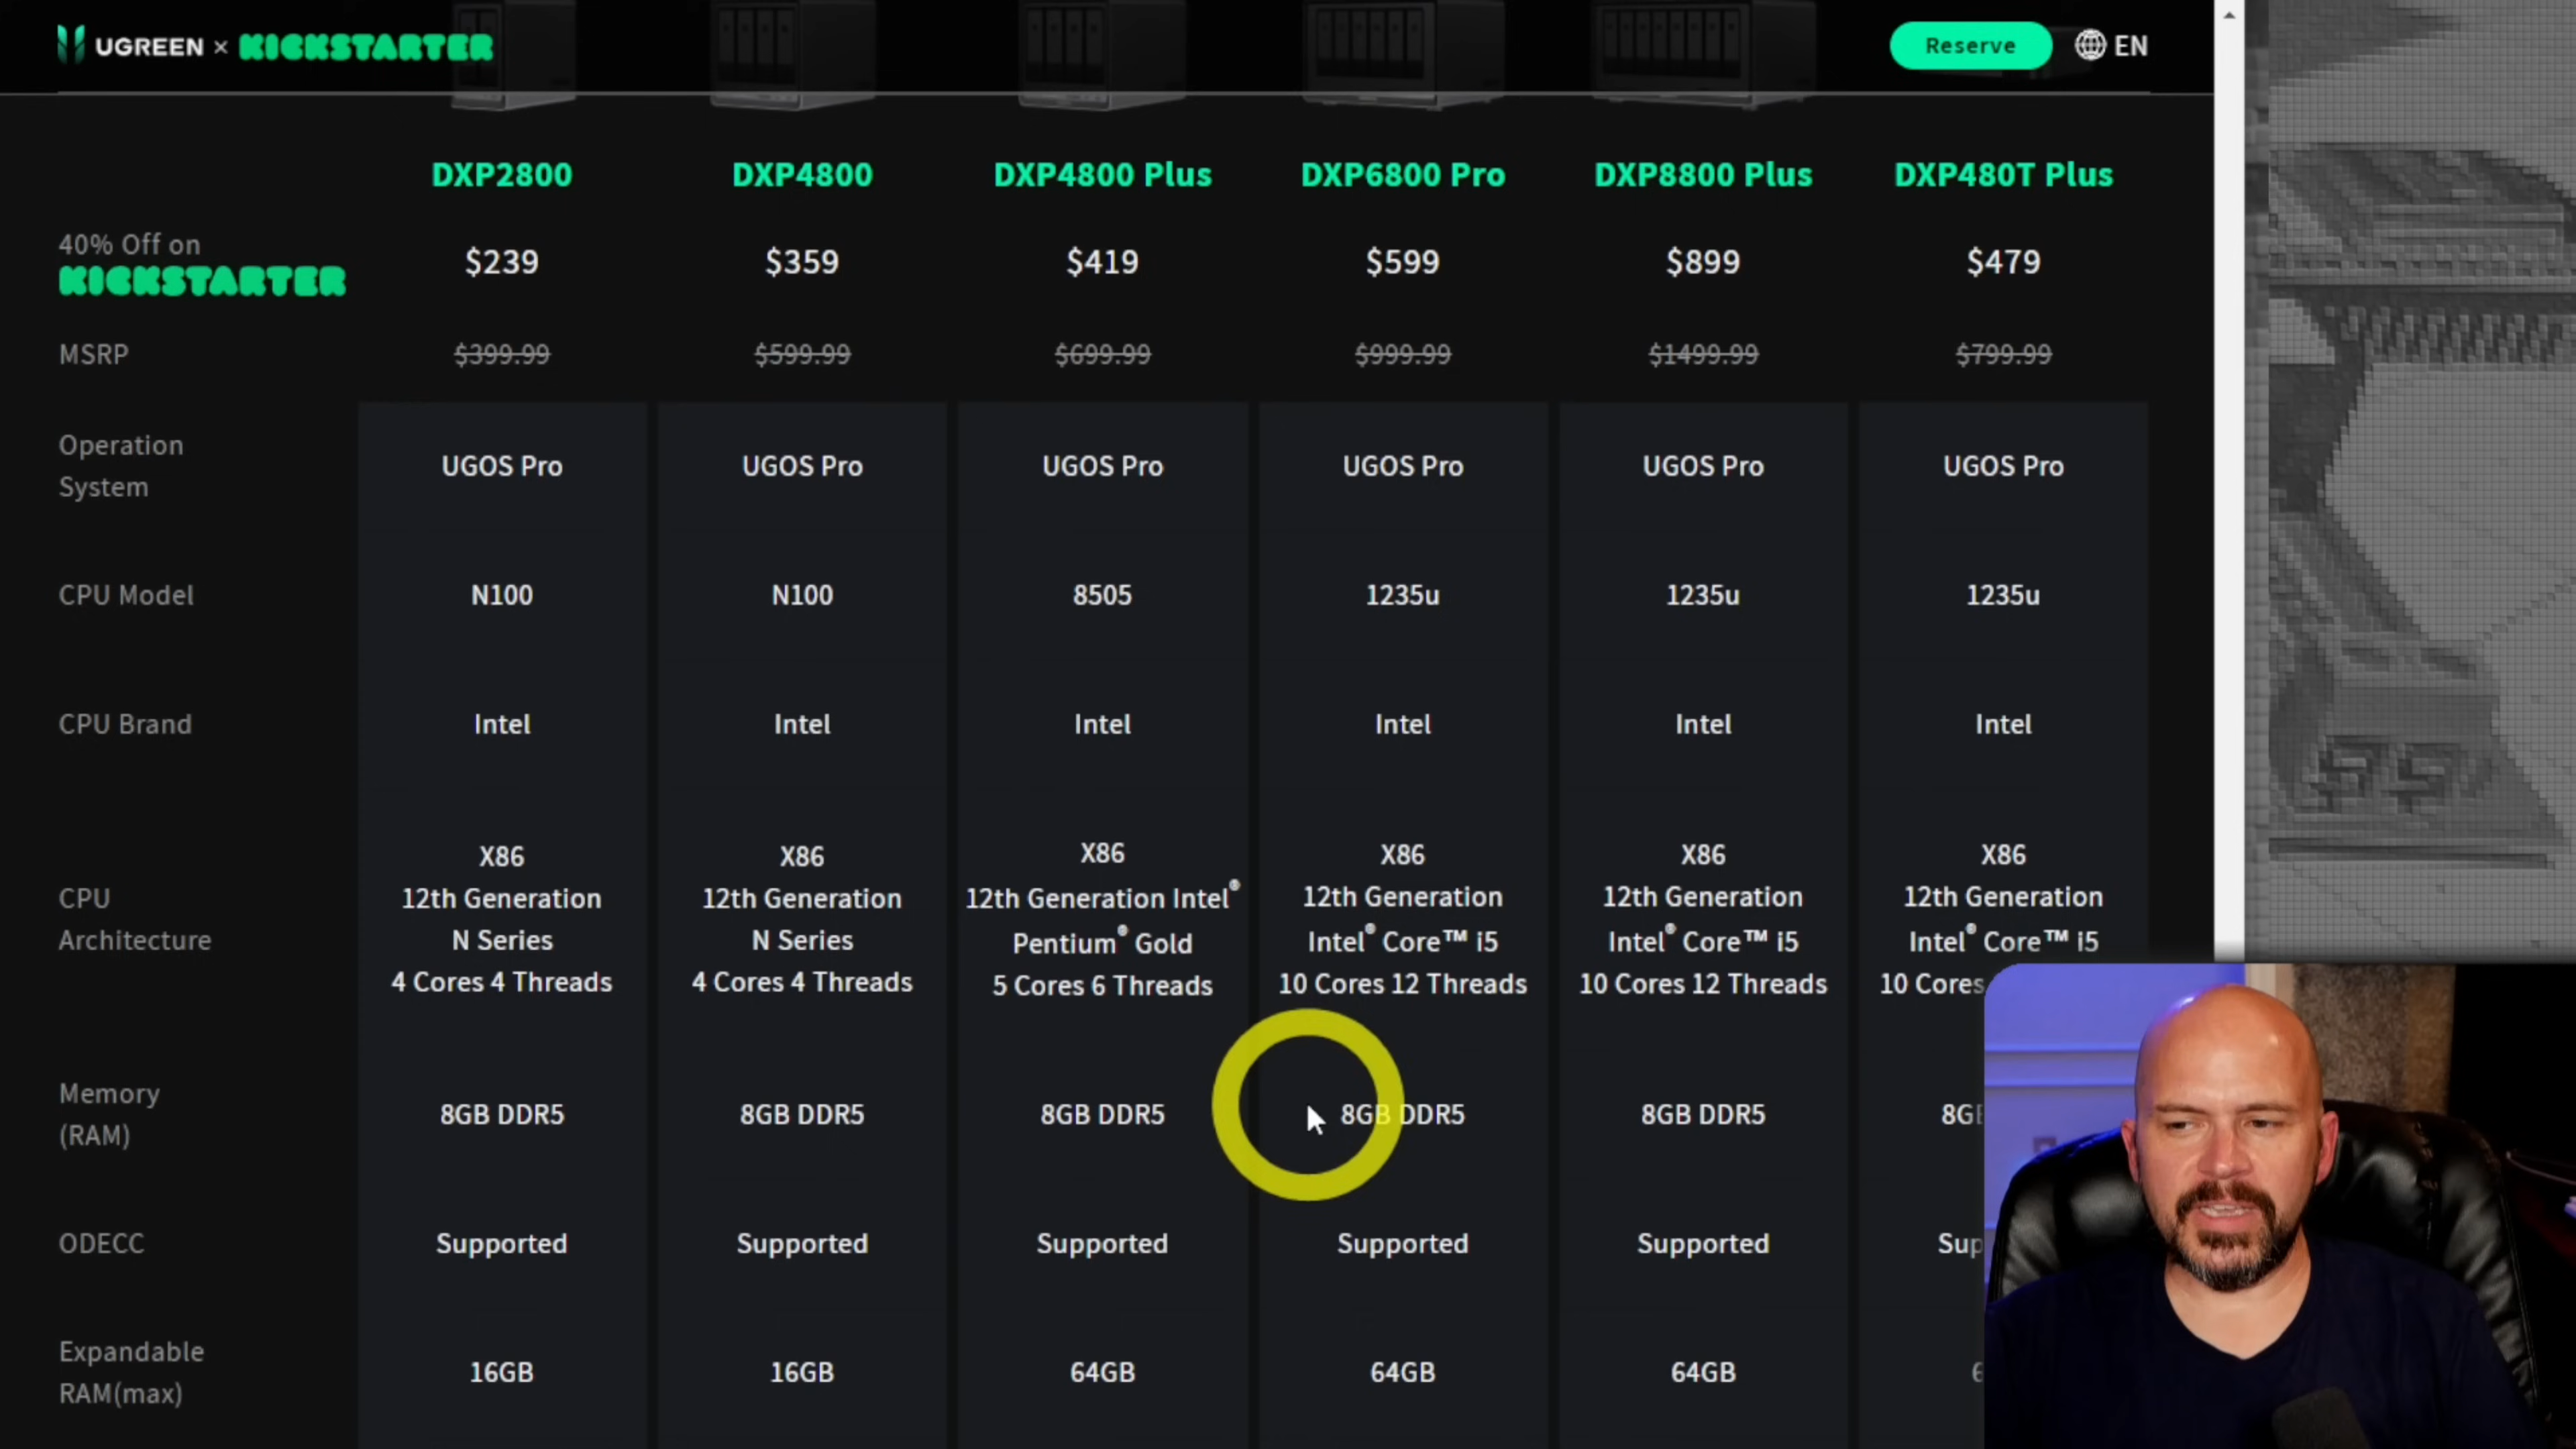 UGREEN × KICKSTARTER
Reserve
EN
DXP2800 DXP4800 DXP4800 Plus DXP6800 Pro DXP8800 Plus DXP480T Plus
40% Off on
KICKSTARTER
$239 $359 $419 $599 $899 $479
MSRP $399.99 $599.99 $699.99 $999.99 $1499.99 $799.99
Operation
System
UGOS Pro UGOS Pro UGOS Pro UGOS Pro UGOS Pro UGOS Pro
CPU Model N100 N100 8505 1235u 1235u 1235u
CPU Brand Intel Intel Intel Intel Intel Intel
CPU
Architecture
X86
12th Generation
N Series
4 Cores 4 Threads
X86
12th Generation
N Series
4 Cores 4 Threads
X86
12th Generation Intel®
Pentium® Gold
5 Cores 6 Threads
X86
12th Generation
Intel® Core™ i5
10 Cores 12 Threads
X86
12th Generation
Intel® Core™ i5
10 Cores 12 Threads
X86
12th Generation
Intel® Core™ i5
10 Cores
Memory
(RAM)
8GB DDR5 8GB DDR5 8GB DDR5 8GB DDR5 8GB DDR5
ODECC Supported Supported Supported Supported Supported
Expandable
RAM(max)
16GB 16GB 64GB 64GB 64GB